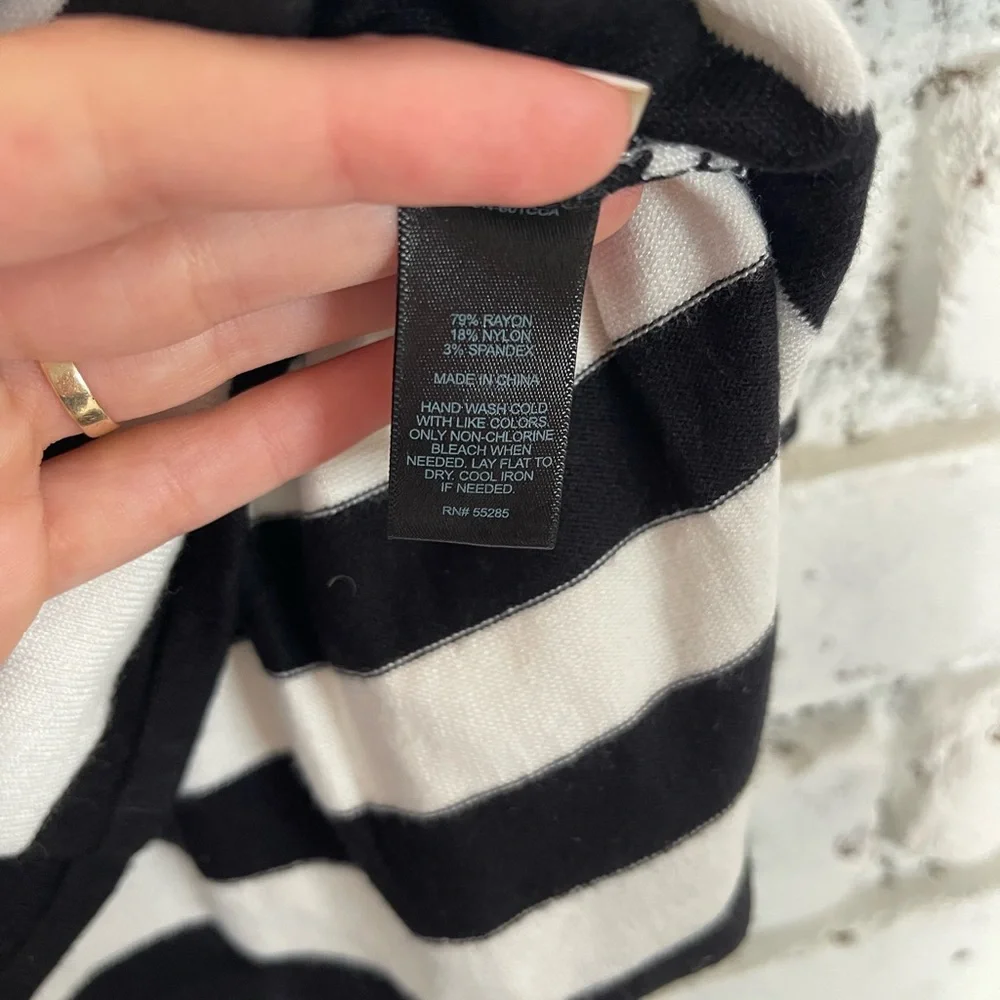 79% RAYON
18% NYLON
3% SPANDEX
MADE IN CHINA
HAND WASH COLD
WITH LIKE COLORS
ONLY NON-CHLORINE
BLEACH WHEN
NEEDED. LAY FLAT TO
DRY. COOL IRON
IF NEEDED.
RN# 55285